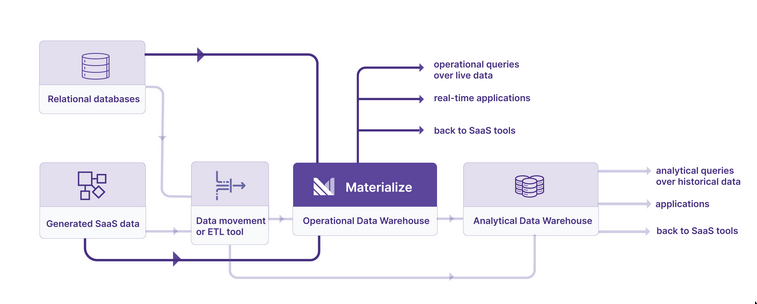 operational queries
over live data
Relational databases
real-time applications
back to SaaS tools
Materialize
analytical queries
over historical data
Generated SaaS data
Data movement
or ETL tool
Operational Data Warehouse
Analytical Data Warehouse
applications
back to SaaS tools